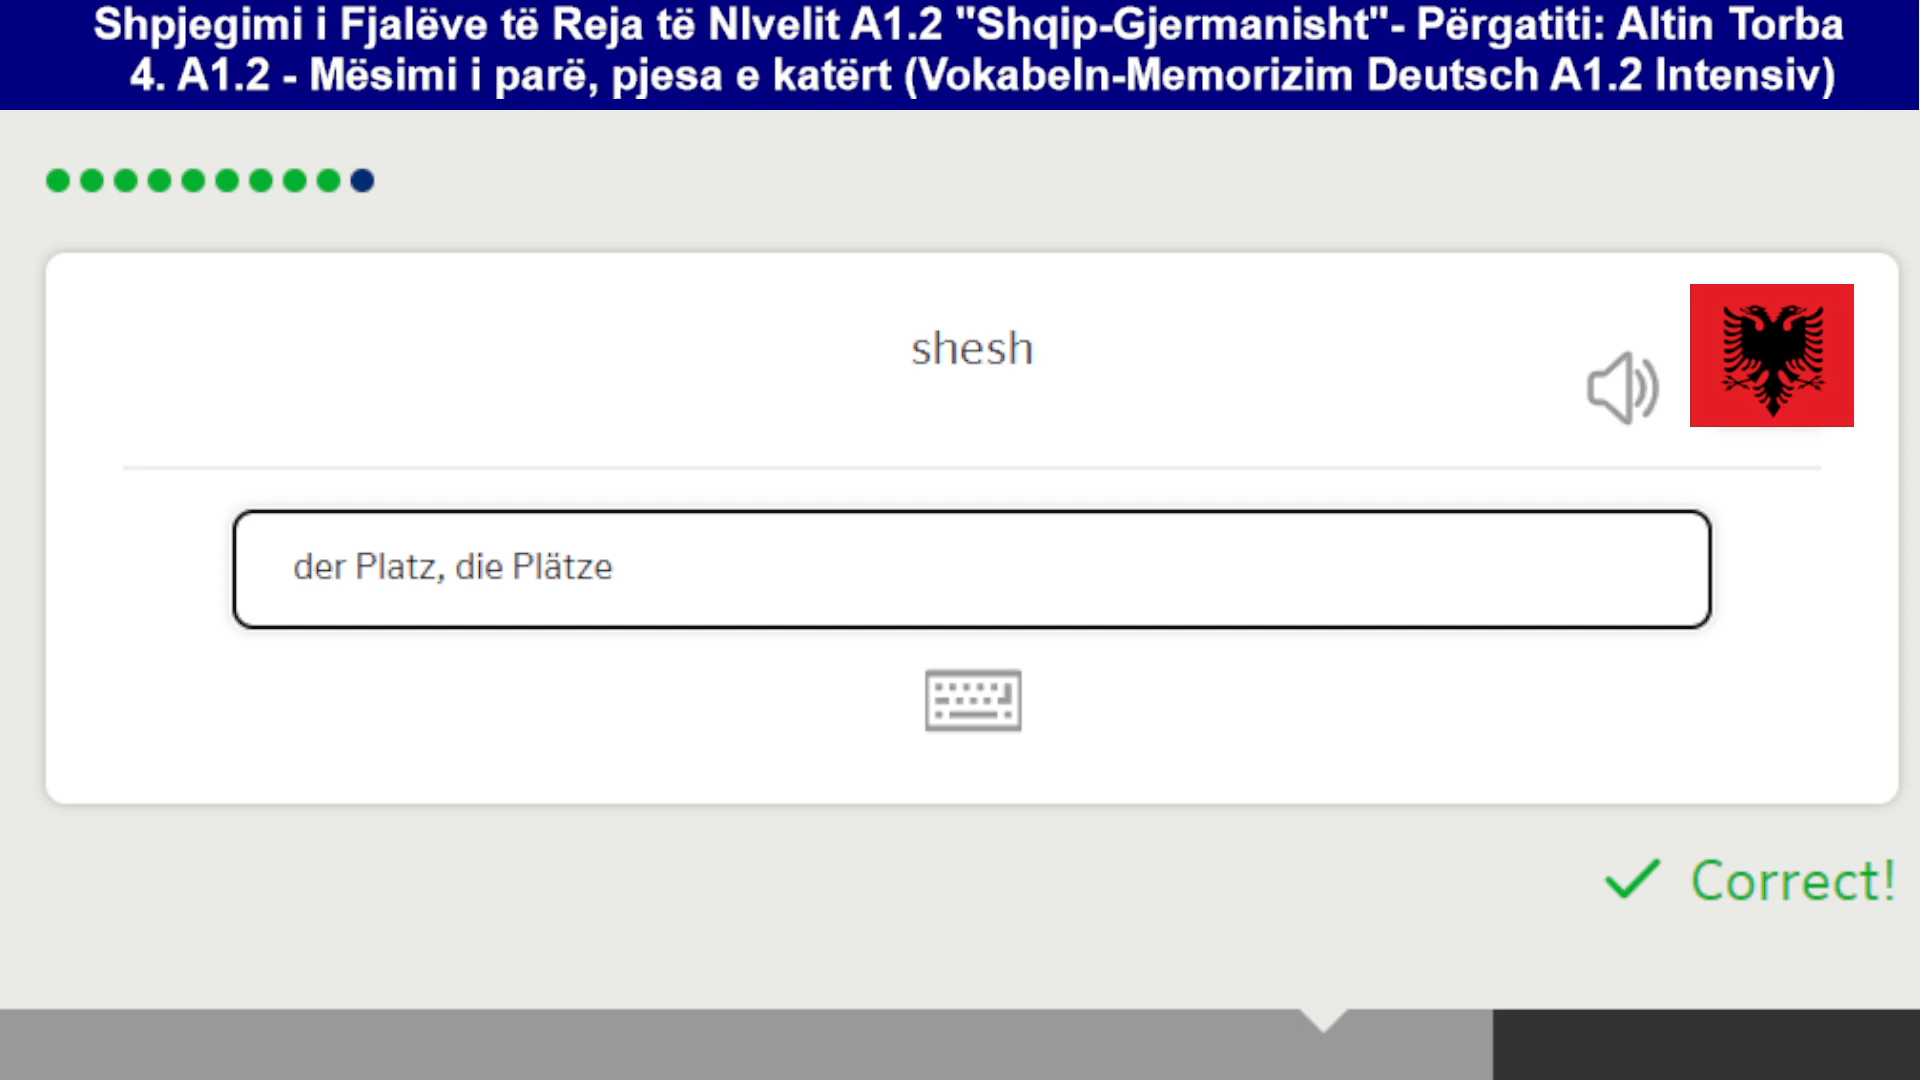 Shpjegimi i Fjalëve të Reja të NIvelit A1.2 "Shqip-Gjermanisht"- Përgatiti: Altin Torba
4. A1.2 - Mësimi i parë, pjesa e katërt (Vokabeln-Memorizim Deutsch A1.2 Intensiv)
shesh
der Platz, die Plätze
Correct!